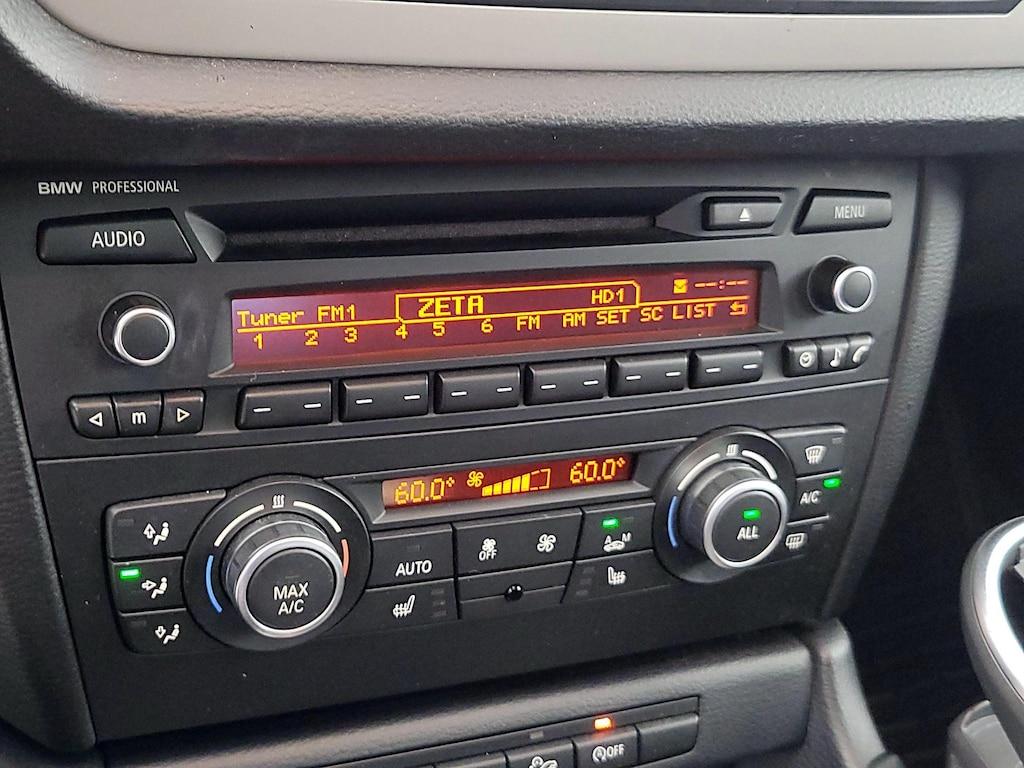 BMW PROFESSIONAL
AUDIO
MENU
Tuner FM1 ZETA HD1 --:--
1 2 3 4 5 6 FM AM SET SC LIST
m
60.0° 60.0°
A/C
MAX
A/C
AUTO
OFF
A M
ALL
OFF